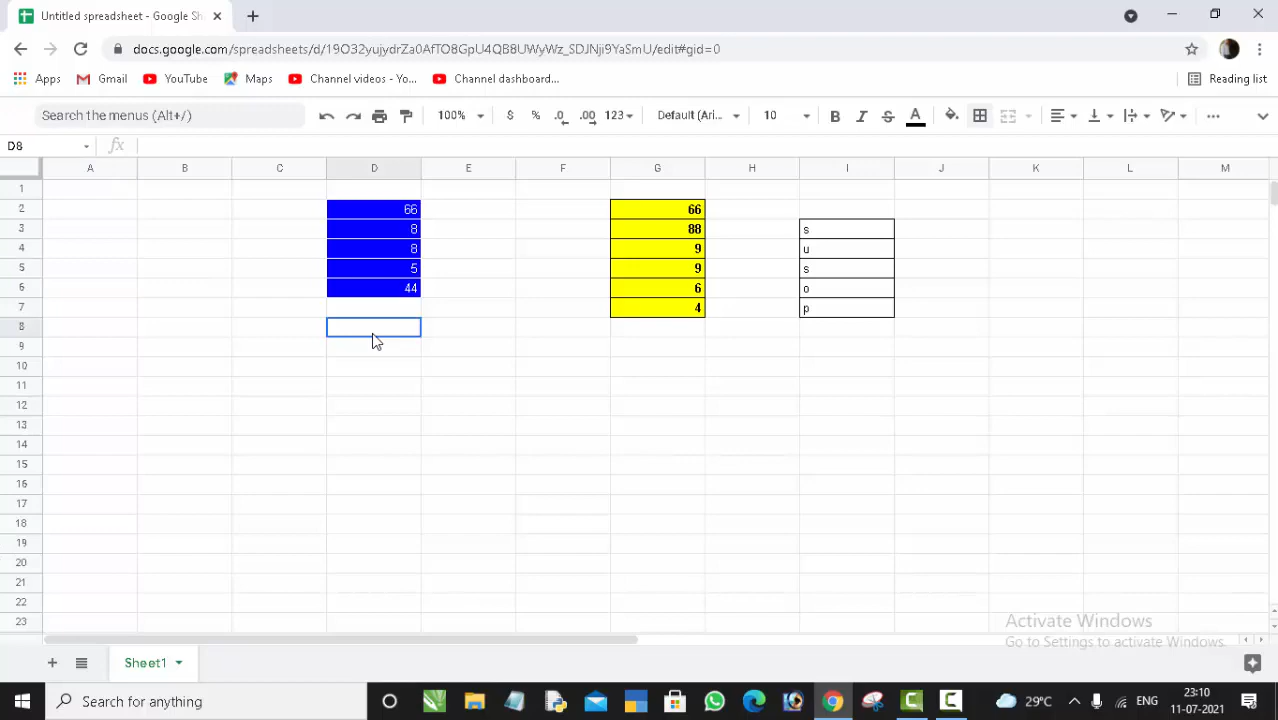 Untitled spreadsheet - Google Sh
docs.google.com/spreadsheets/d/19O32yujydrZa0AfTO8GpU4QB8UWyWz_SDJNji9YaSmU/edit#gid=0
Apps Gmail YouTube Maps Channel videos - Yo... Channel dashboard... Reading list
Search the menus (Alt+/) 100% $ % .0 .00 123 Default (Ari... 10 B I S A
D8 fx
A B C D E F G H I J K L M
1
2 66 66
3 8 88 s
4 8 9 u
5 5 9 s
6 44 6 o
7 4 p
8
9
10
11
12
13
14
15
16
17
18
19
20
21
22
23
Activate Windows
Go to Settings to activate Windows.
Sheet1
Search for anything 29°C ENG 23:10
11-07-2021